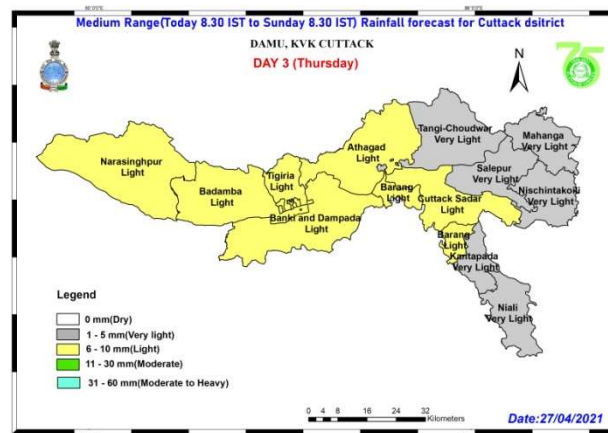 Medium Range(Today 8.30 IST to Sunday 8.30 IST) Rainfall forecast for Cuttack dsitrict
DAMU, KVK CUTTACK
DAY 3 (Thursday)
N
75
Tangi-Choudwar
Very Light
Mahanga
Very Light
Athagad
Light
Narasinghpur
Light
Salepur
Very Light
Tigiria
Light
Badamba
Light
Barang
Light
Cuttack Sadar
Light
Nischintakoili
Very Light
Banki and Dampada
Light
Barang
Light
Kantapada
Very Light
Niali
Very Light
Legend
0 mm(Dry)
1 - 5 mm(Very light)
6 - 10 mm(Light)
11 - 30 mm(Moderate)
31 - 60 mm(Moderate to Heavy)
0 4 8 16 24 32
Kilometers
Date:27/04/2021